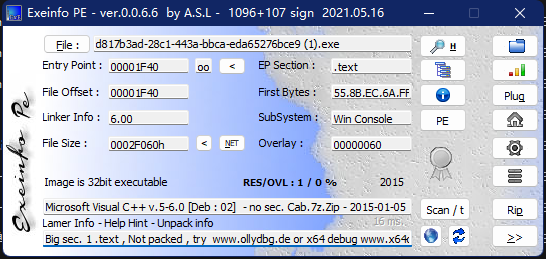 Exeinfo PE - ver.0.0.6.6 by A.S.L - 1096+107 sign 2021.05.16
File : d817b3ad-28c1-443a-bbca-eda65276bce9 (1).exe H
Entry Point : 00001F40 oo < EP Section : .text
File Offset : 00001F40 First Bytes : 55.8B.EC.6A.FF Plug
Linker Info : 6.00 SubSystem : Win Console PE
File Size : 0002F060h < NET Overlay : 00000060
Image is 32bit executable RES/OVL : 1 / 0 % 2015
Microsoft Visual C++ v.5-6.0 [Deb : 02] - no sec. Cab.7z.Zip - 2015-01-05 Scan / t Rip
Lamer Info - Help Hint - Unpack info 16 ms.
Big sec. 1 .text , Not packed , try www.ollydbg.de or x64 debug www.x64 >>
Exeinfo Pe